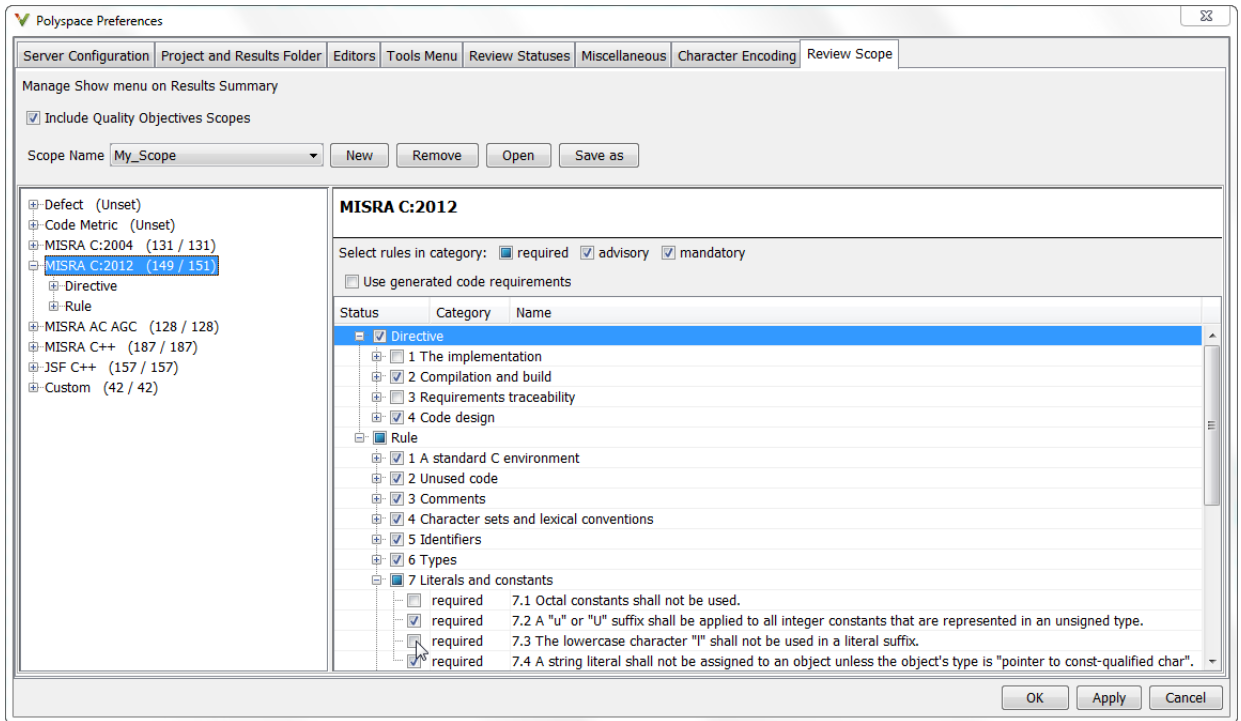 Polyspace Preferences
Server Configuration Project and Results Folder Editors Tools Menu Review Statuses Miscellaneous Character Encoding Review Scope
Manage Show menu on Results Summary
Include Quality Objectives Scopes
Scope Name My_Scope New Remove Open Save as
Defect (Unset)
Code Metric (Unset)
MISRA C:2004 (131 / 131)
MISRA C:2012 (149 / 151)
Directive
Rule
MISRA AC AGC (128 / 128)
MISRA C++ (187 / 187)
JSF C++ (157 / 157)
Custom (42 / 42)
MISRA C:2012
Select rules in category: required advisory mandatory
Use generated code requirements
Status Category Name
Directive
1 The implementation
2 Compilation and build
3 Requirements traceability
4 Code design
Rule
1 A standard C environment
2 Unused code
3 Comments
4 Character sets and lexical conventions
5 Identifiers
6 Types
7 Literals and constants
required 7.1 Octal constants shall not be used.
required 7.2 A "u" or "U" suffix shall be applied to all integer constants that are represented in an unsigned type.
required 7.3 The lowercase character "l" shall not be used in a literal suffix.
required 7.4 A string literal shall not be assigned to an object unless the object's type is "pointer to const-qualified char".
OK Apply Cancel